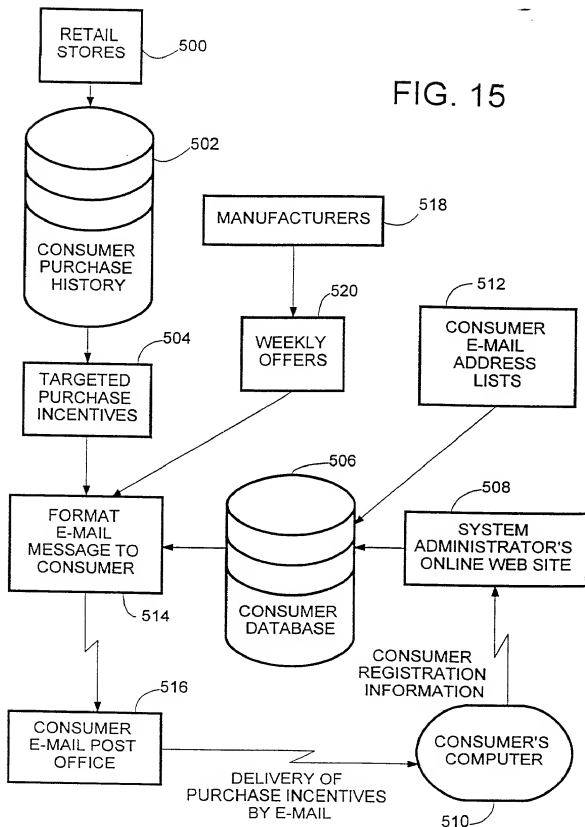 RETAIL
STORES
500
FIG. 15
502
CONSUMER
PURCHASE
HISTORY
MANUFACTURERS
518
504
520
512
TARGETED
PURCHASE
INCENTIVES
WEEKLY
OFFERS
CONSUMER
E-MAIL
ADDRESS
LISTS
506
508
FORMAT
E-MAIL
MESSAGE TO
CONSUMER
514
CONSUMER
DATABASE
SYSTEM
ADMINISTRATOR'S
ONLINE WEB SITE
CONSUMER
REGISTRATION
INFORMATION
516
CONSUMER
E-MAIL POST
OFFICE
DELIVERY OF
PURCHASE INCENTIVES
BY E-MAIL
CONSUMER'S
COMPUTER
510